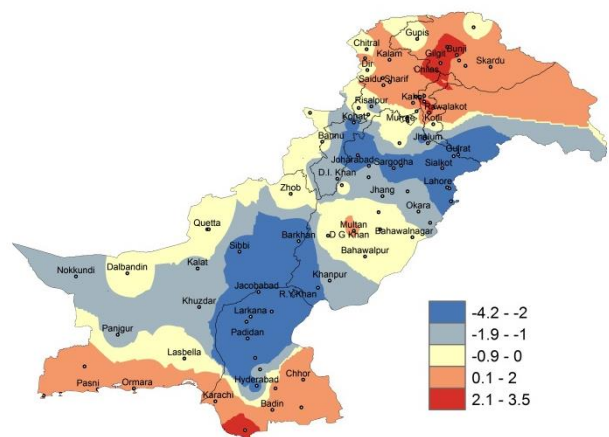 Gupis
Chitral
Kalam
Gilgit
Bunji
Dir
Chilas
Skardu
Saidu Sharif
Risalpur
Kakul
Rawalakot
Kohat
Murree
Kotli
Bannu
Jhelum
Joharabad
Gujrat
Sargodha
Sialkot
D.I. Khan
Lahore
Zhob
Jhang
Okara
Quetta
Multan
Barkhan
D G Khan
Bahawalnagar
Sibbi
Bahawalpur
Kalat
Nokkundi
Dalbandin
Khanpur
Jacobabad
R.Y.Khan
Khuzdar
Larkana
Panjgur
Padidan
Lasbella
Hyderabad
Chhor
Pasni
Ormara
Karachi
Badin
-4.2 - -2
-1.9 - -1
-0.9 - 0
0.1 - 2
2.1 - 3.5